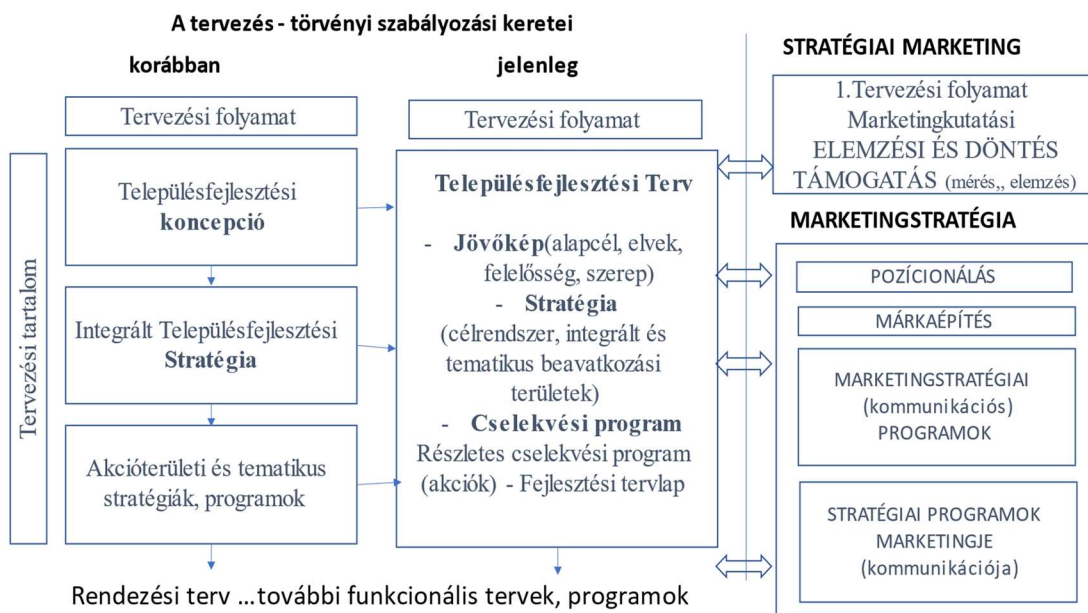 A tervezés - törvényi szabályozási keretei
korábban
jelenleg
Tervezési folyamat
Tervezési folyamat
Tervezési tartalom
Településfejlesztési
koncepció
Integrált Településfejlesztési
Stratégia
Akcióterületi és tematikus
stratégiák, programok
Településfejlesztési Terv
- Jövőkép(alapcél, elvek,
felelősség, szerep)
- Stratégia
(célrendszer, integrált és
tematikus beavatkozási
területek)
- Cselekvési program
Részletes cselekvési program
(akciók) - Fejlesztési tervlap
Rendezési terv ...további funkcionális tervek, programok
STRATÉGIAI MARKETING
1.Tervezési folyamat
Marketingkutatási
ELEMZÉSI ÉS DÖNTÉS
TÁMOGATÁS (mérés,, elemzés)
MARKETINGSTRATÉGIA
POZÍCIONÁLÁS
MÁRKAÉPÍTÉS
MARKETINGSTRATÉGIAI
(kommunikációs)
PROGRAMOK
STRATÉGIAI PROGRAMOK
MARKETINGJE
(kommunikációja)